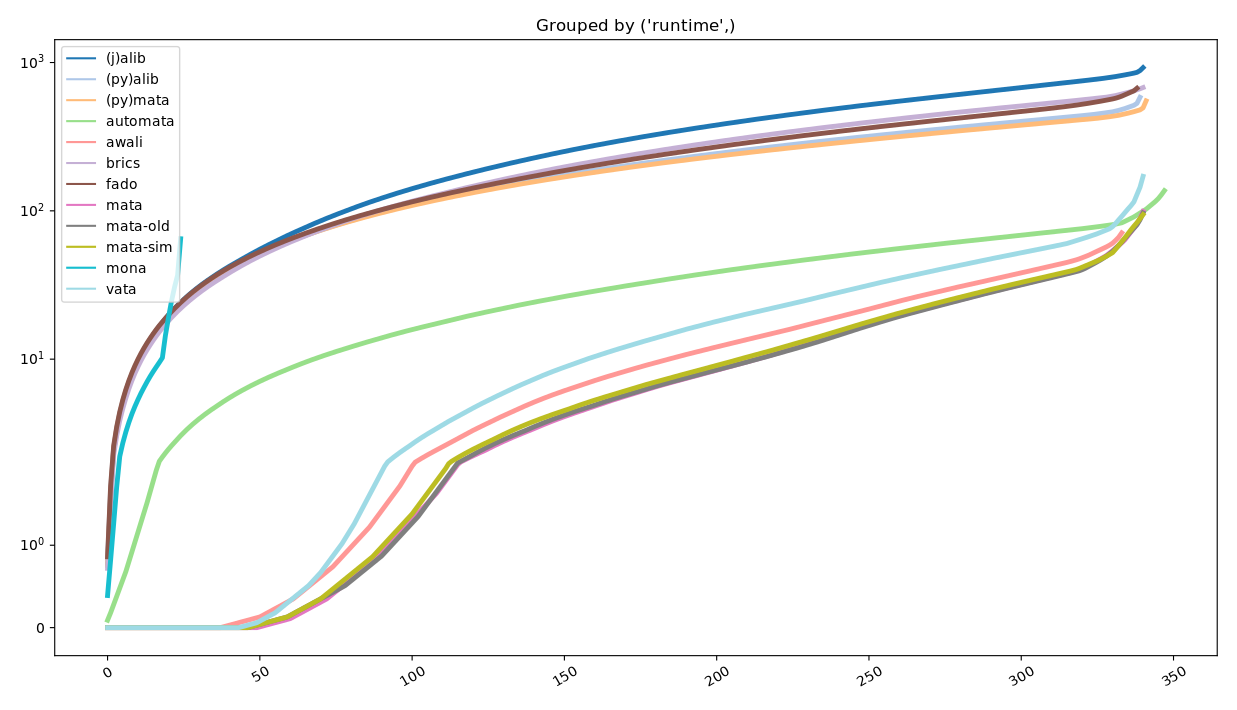 Grouped by ('runtime',)
10³
10²
10¹
10⁰
0
(j)alib
(py)alib
(py)mata
automata
awali
brics
fado
mata
mata-old
mata-sim
mona
vata
0
50
100
150
200
250
300
350